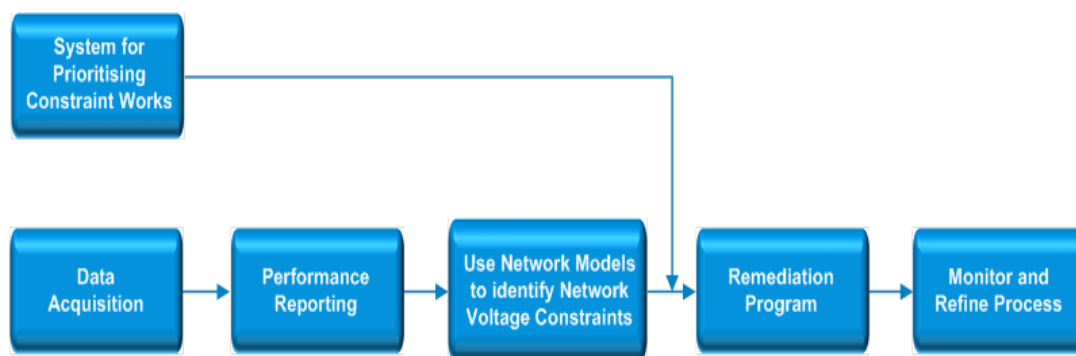 System for
Prioritising
Constraint Works
Data
Acquisition
Performance
Reporting
Use Network Models
to identify Network
Voltage Constraints
Remediation
Program
Monitor and
Refine Process